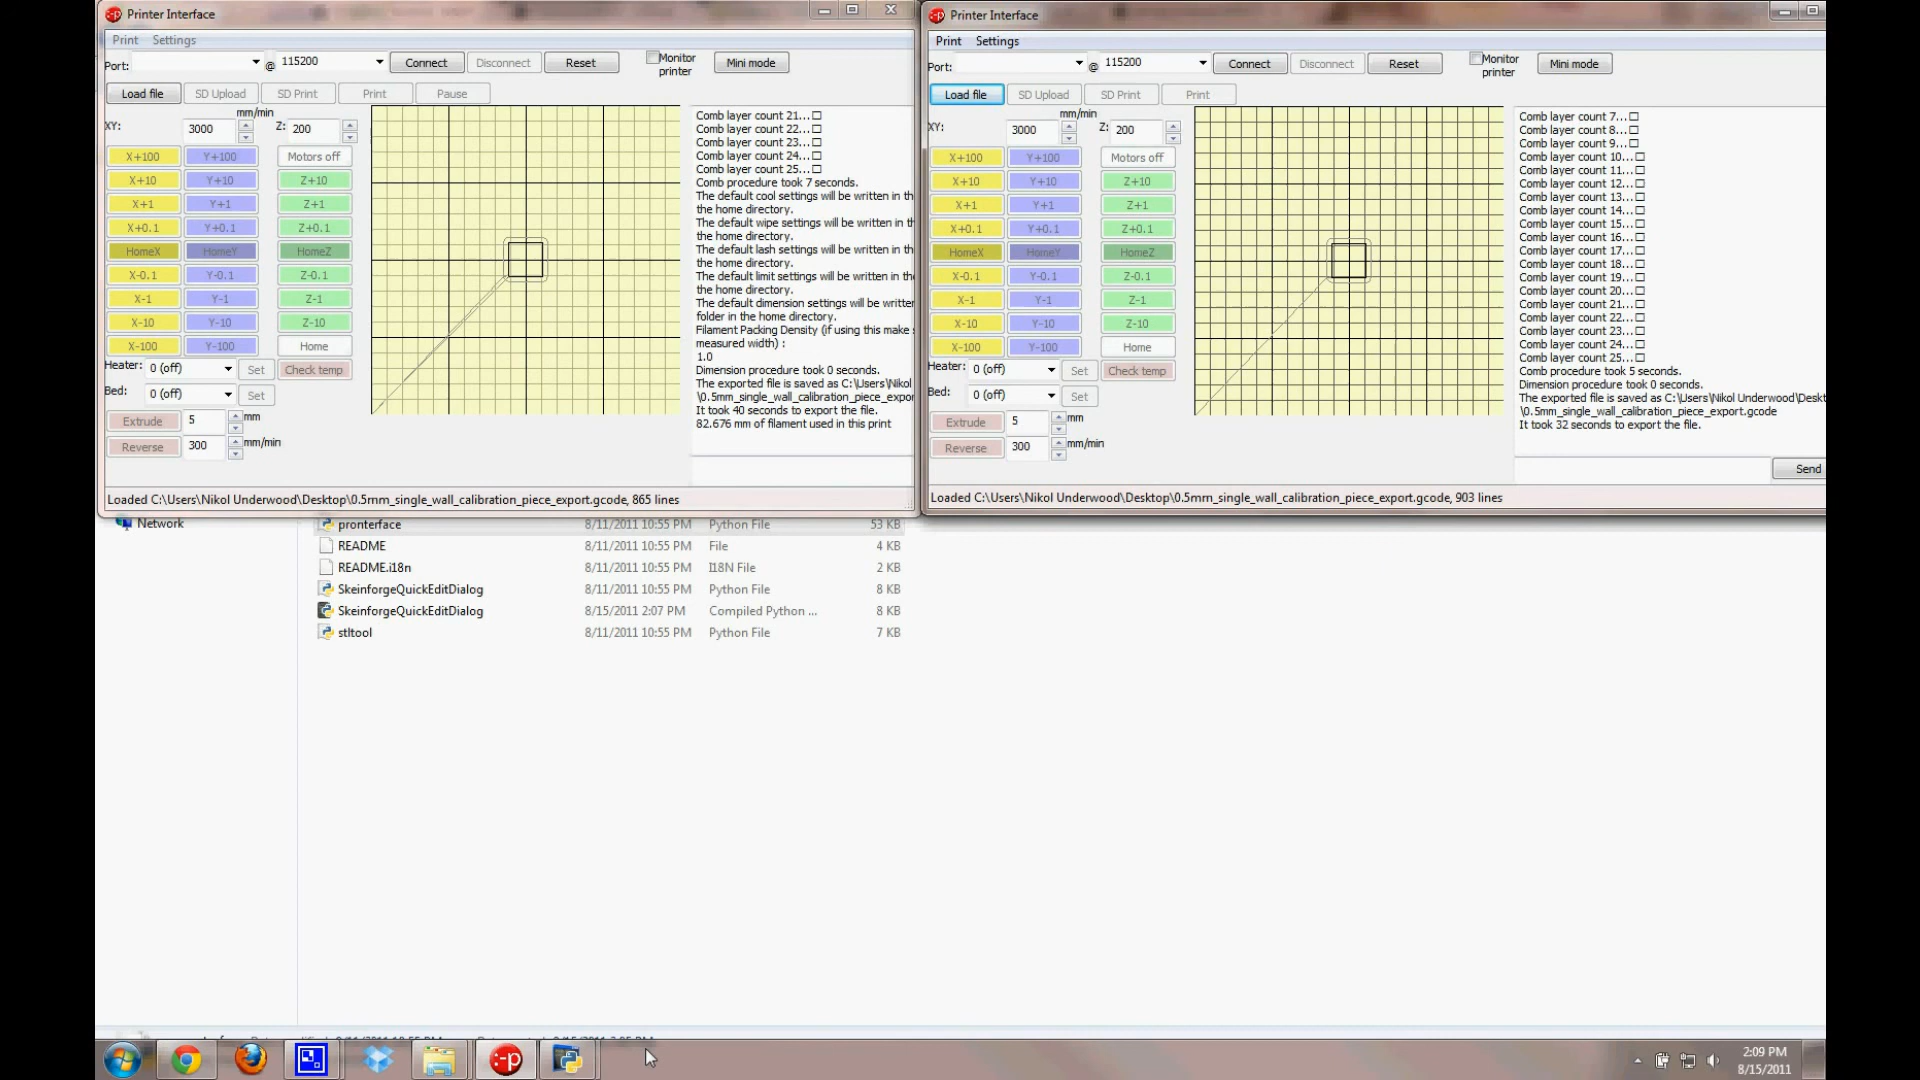 Printer Interface
Print Settings
Port: @ 115200 Connect Disconnect Reset Monitor printer Mini mode
Load file SD Upload SD Print Print Pause
mm/min
XY: 3000 Z: 200
X+100 Y+100 Motors off
X+10 Y+10 Z+10
X+1 Y+1 Z+1
X+0.1 Y+0.1 Z+0.1
HomeX HomeY HomeZ
X-0.1 Y-0.1 Z-0.1
X-1 Y-1 Z-1
X-10 Y-10 Z-10
X-100 Y-100 Home
Heater: 0 (off) Set Check temp
Bed: 0 (off) Set
Extrude 5 mm
Reverse 300 mm/min
Comb layer count 21...□
Comb layer count 22...□
Comb layer count 23...□
Comb layer count 24...□
Comb layer count 25...□
Comb procedure took 7 seconds.
The default cool settings will be written in th
the home directory.
The default wipe settings will be written in th
the home directory.
The default lash settings will be written in the
the home directory.
The default limit settings will be written in the
the home directory.
The default dimension settings will be writter
folder in the home directory.
Filament Packing Density (if using this make s
measured width) :
1.0
Dimension procedure took 0 seconds.
The exported file is saved as C:\Users\Nikol
\0.5mm_single_wall_calibration_piece_expor
It took 40 seconds to export the file.
82.676 mm of filament used in this print
Loaded C:\Users\Nikol Underwood\Desktop\0.5mm_single_wall_calibration_piece_export.gcode, 865 lines
Printer Interface
Print Settings
Port: @ 115200 Connect Disconnect Reset Monitor printer Mini mode
Load file SD Upload SD Print Print
mm/min
XY: 3000 Z: 200
X+100 Y+100 Motors off
X+10 Y+10 Z+10
X+1 Y+1 Z+1
X+0.1 Y+0.1 Z+0.1
HomeX HomeY HomeZ
X-0.1 Y-0.1 Z-0.1
X-1 Y-1 Z-1
X-10 Y-10 Z-10
X-100 Y-100 Home
Heater: 0 (off) Set Check temp
Bed: 0 (off) Set
Extrude 5 mm
Reverse 300 mm/min
Comb layer count 7...□
Comb layer count 8...□
Comb layer count 9...□
Comb layer count 10...□
Comb layer count 11...□
Comb layer count 12...□
Comb layer count 13...□
Comb layer count 14...□
Comb layer count 15...□
Comb layer count 16...□
Comb layer count 17...□
Comb layer count 18...□
Comb layer count 19...□
Comb layer count 20...□
Comb layer count 21...□
Comb layer count 22...□
Comb layer count 23...□
Comb layer count 24...□
Comb layer count 25...□
Comb procedure took 5 seconds.
Dimension procedure took 0 seconds.
The exported file is saved as C:\Users\Nikol Underwood\Deskt
\0.5mm_single_wall_calibration_piece_export.gcode
It took 32 seconds to export the file.
Send
Loaded C:\Users\Nikol Underwood\Desktop\0.5mm_single_wall_calibration_piece_export.gcode, 903 lines
Network
pronterface 8/11/2011 10:55 PM Python File 53 KB
README 8/11/2011 10:55 PM File 4 KB
README.i18n 8/11/2011 10:55 PM I18N File 2 KB
SkeinforgeQuickEditDialog 8/11/2011 10:55 PM Python File 8 KB
SkeinforgeQuickEditDialog 8/15/2011 2:07 PM Compiled Python ... 8 KB
stltool 8/11/2011 10:55 PM Python File 7 KB
:-p
2:09 PM
8/15/2011